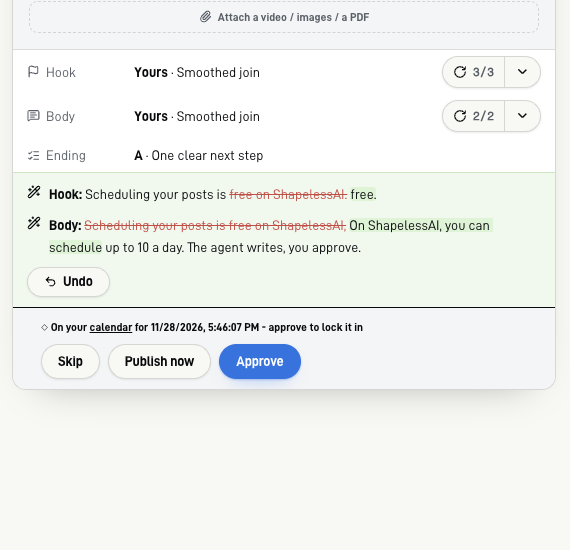 Attach a video / images / a PDF
Hook Yours · Smoothed join 3/3
Body Yours · Smoothed join 2/2
Ending A · One clear next step
Hook: Scheduling your posts is free on ShapelessAI. free.
Body: Scheduling your posts is free on ShapelessAI, On ShapelessAI, you can
schedule up to 10 a day. The agent writes, you approve.
Undo
On your calendar for 11/28/2026, 5:46:07 PM - approve to lock it in
Skip Publish now Approve